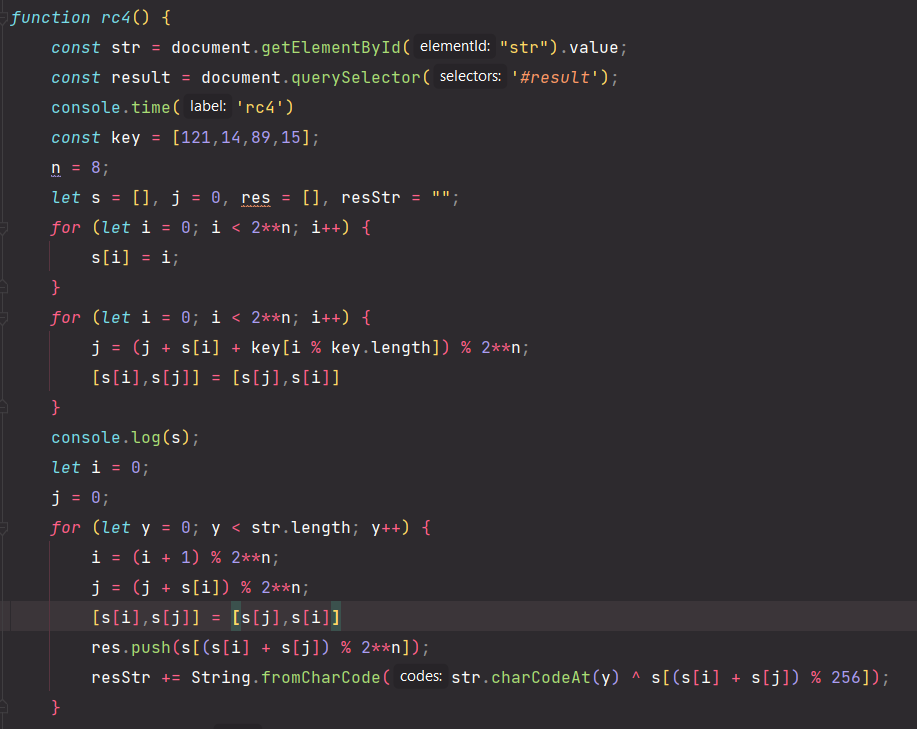 function rc4() {
    const str = document.getElementById( elementId: "str").value;
    const result = document.querySelector( selectors: '#result');
    console.time( label: 'rc4')
    const key = [121,14,89,15];
    n = 8;
    let s = [], j = 0, res = [], resStr = "";
    for (let i = 0; i < 2**n; i++) {
        s[i] = i;
    }
    for (let i = 0; i < 2**n; i++) {
        j = (j + s[i] + key[i % key.length]) % 2**n;
        [s[i],s[j]] = [s[j],s[i]]
    }
    console.log(s);
    let i = 0;
    j = 0;
    for (let y = 0; y < str.length; y++) {
        i = (i + 1) % 2**n;
        j = (j + s[i]) % 2**n;
        [s[i],s[j]] = [s[j],s[i]]
        res.push(s[(s[i] + s[j]) % 2**n]);
        resStr += String.fromCharCode( codes: str.charCodeAt(y) ^ s[(s[i] + s[j]) % 256]);
    }